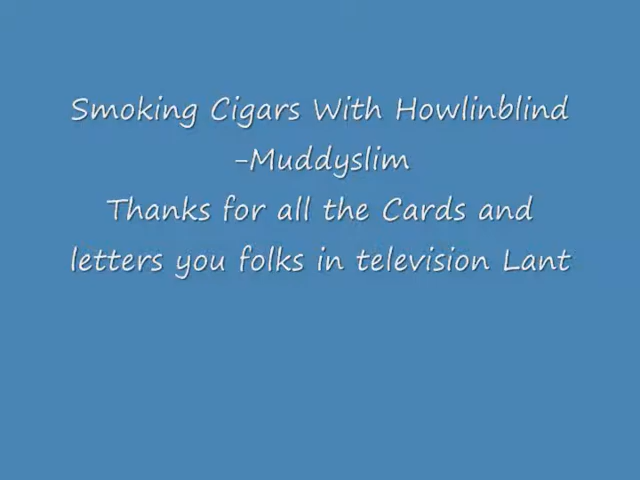 Smoking Cigars With Howlinblind
-Muddyslim
Thanks for all the Cards and
letters you folks in television Lant